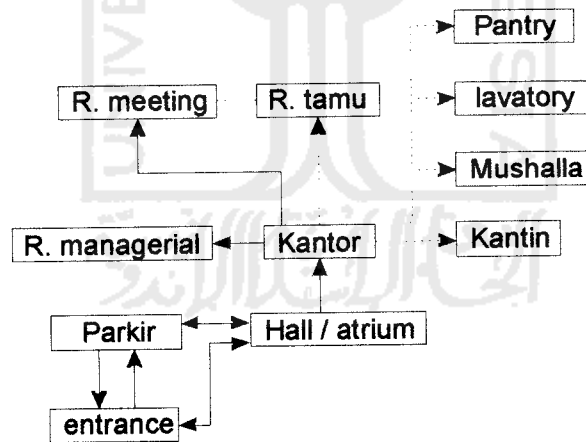 Pantry
R. meeting
R. tamu
lavatory
Mushalla
R. managerial
Kantor
Kantin
Parkir
Hall / atrium
entrance